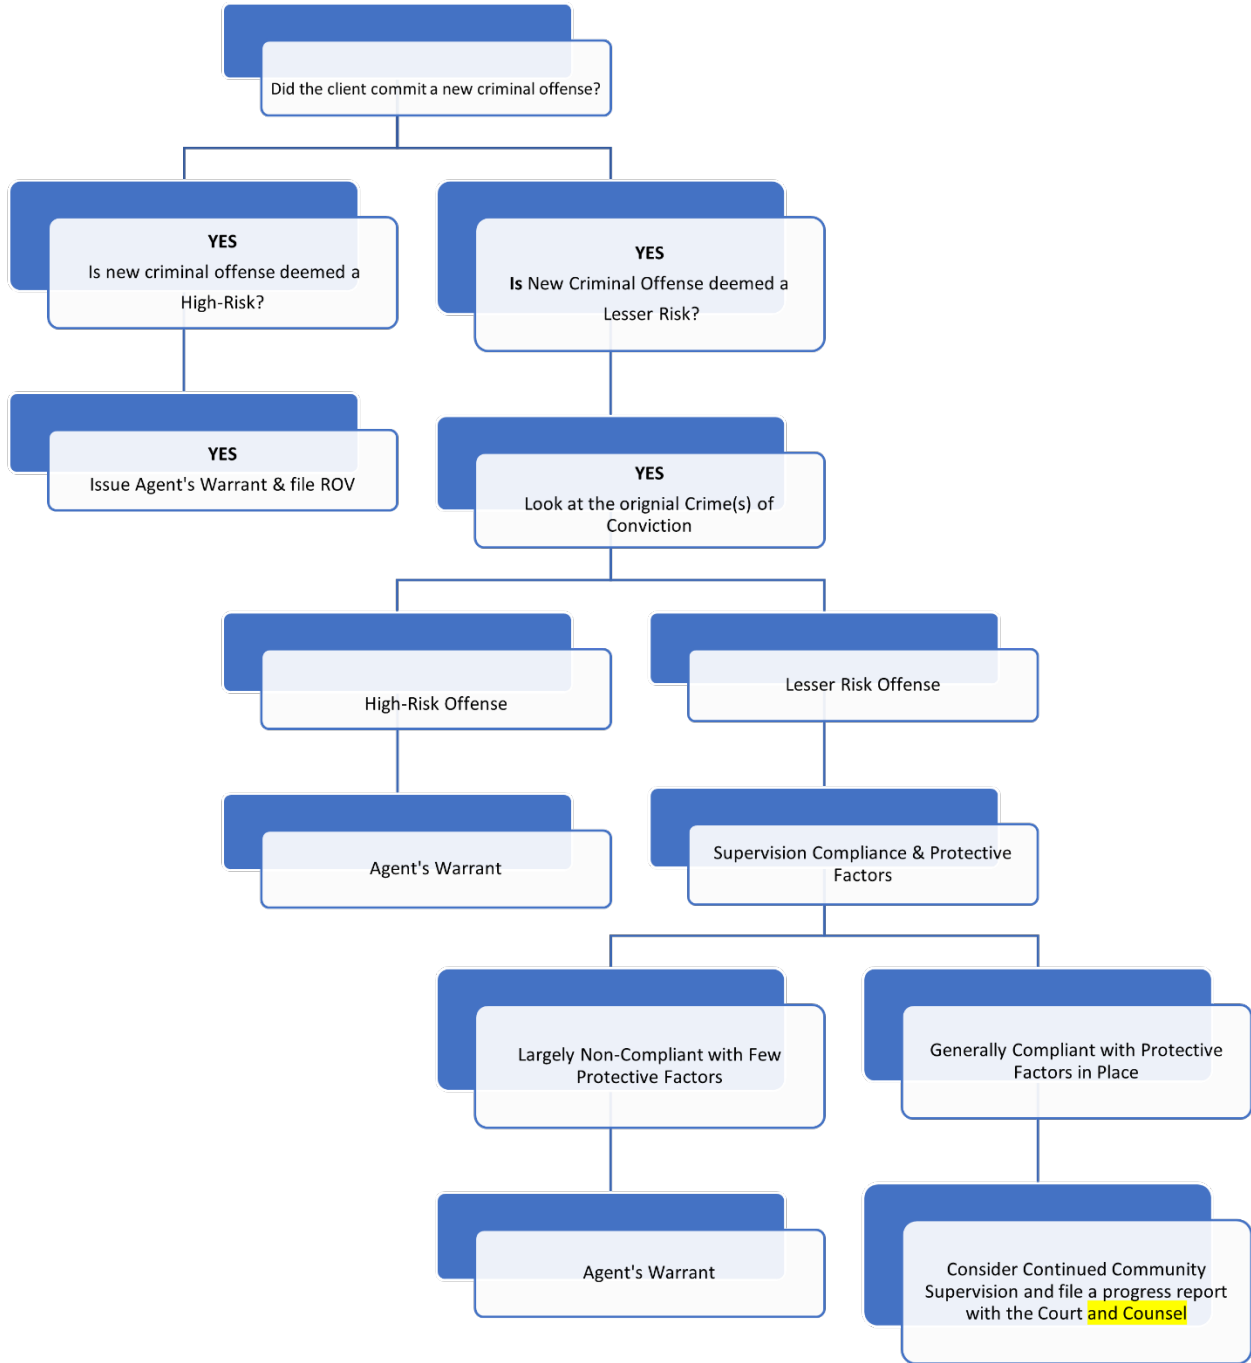 Did the client commit a new criminal offense?
YES
Is new criminal offense deemed a
High-Risk?
YES
Is New Criminal Offense deemed a
Lesser Risk?
YES
Issue Agent's Warrant & file ROV
YES
Look at the orignial Crime(s) of
Conviction
High-Risk Offense
Lesser Risk Offense
Agent's Warrant
Supervision Compliance & Protective
Factors
Largely Non-Compliant with Few
Protective Factors
Generally Compliant with Protective
Factors in Place
Agent's Warrant
Consider Continued Community
Supervision and file a progress report
with the Court and Counsel